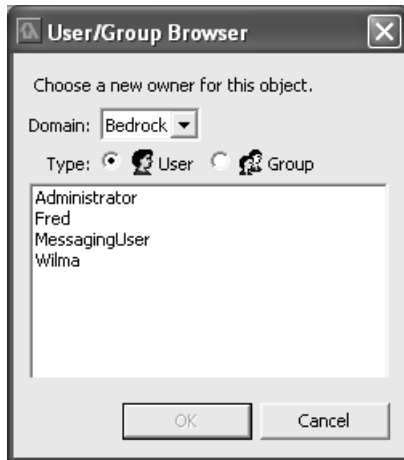 User/Group Browser
Choose a new owner for this object.
Domain: Bedrock
Type: User Group
Administrator
Fred
MessagingUser
Wilma
OK Cancel